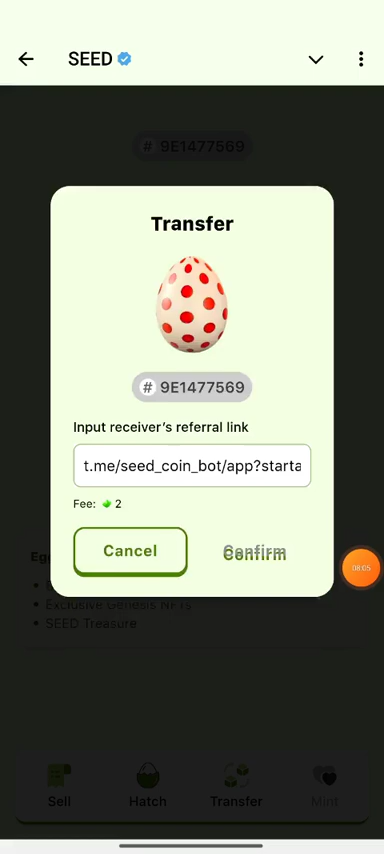 SEED
# 9E1477569
Transfer
# 9E1477569
Input receiver's referral link
t.me/seed_coin_bot/app?starta
Fee: 2
Cancel
Confirm
08:05
Exclusive Genesis NFTs
SEED Treasure
Sell
Hatch
Transfer
Mint